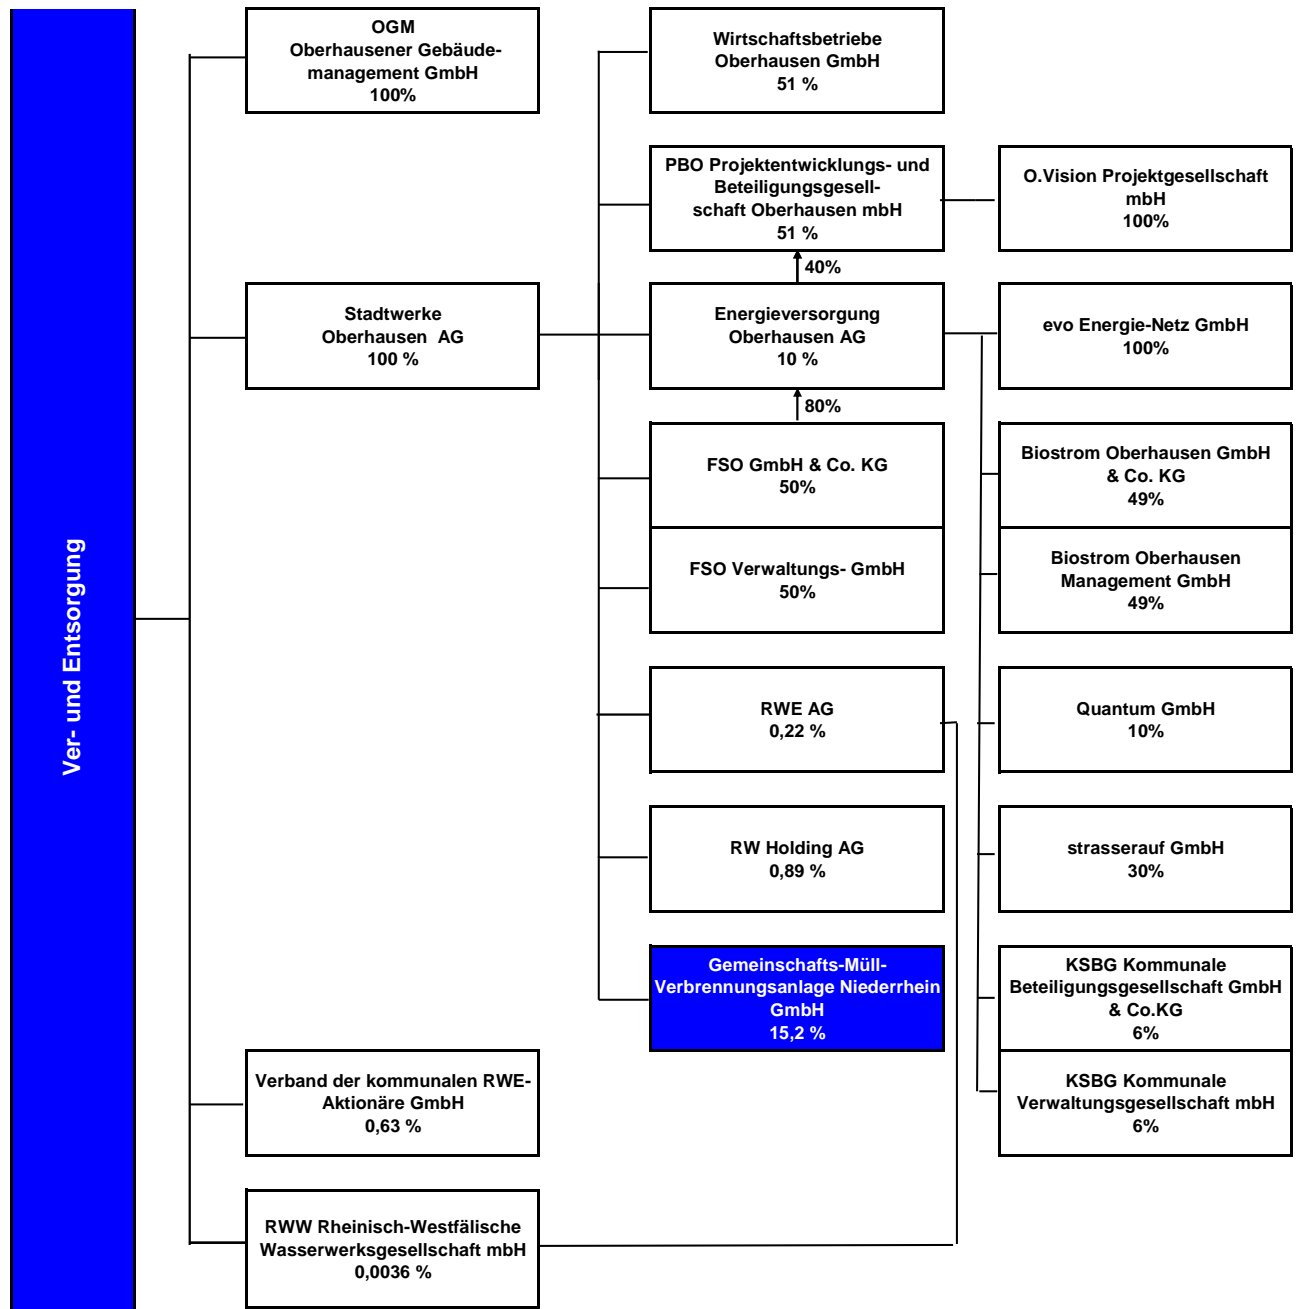 Ver- und Entsorgung
OGM
Oberhausener Gebäude-
management GmbH
100%
Stadtwerke
Oberhausen AG
100 %
Verband der kommunalen RWE-
Aktionäre GmbH
0,63 %
RWW Rheinisch-Westfälische
Wasserwerksgesellschaft mbH
0,0036 %
Wirtschaftsbetriebe
Oberhausen GmbH
51 %
PBO Projektentwicklungs- und
Beteiligungsgesell-
schaft Oberhausen mbH
51 %
40%
Energieversorgung
Oberhausen AG
10 %
80%
FSO GmbH & Co. KG
50%
FSO Verwaltungs- GmbH
50%
RWE AG
0,22 %
RW Holding AG
0,89 %
Gemeinschafts-Müll-
Verbrennungsanlage Niederrhein
GmbH
15,2 %
O.Vision Projektgesellschaft
mbH
100%
evo Energie-Netz GmbH
100%
Biostrom Oberhausen GmbH
& Co. KG
49%
Biostrom Oberhausen
Management GmbH
49%
Quantum GmbH
10%
strasserauf GmbH
30%
KSBG Kommunale
Beteiligungsgesellschaft GmbH
& Co.KG
6%
KSBG Kommunale
Verwaltungsgesellschaft mbH
6%